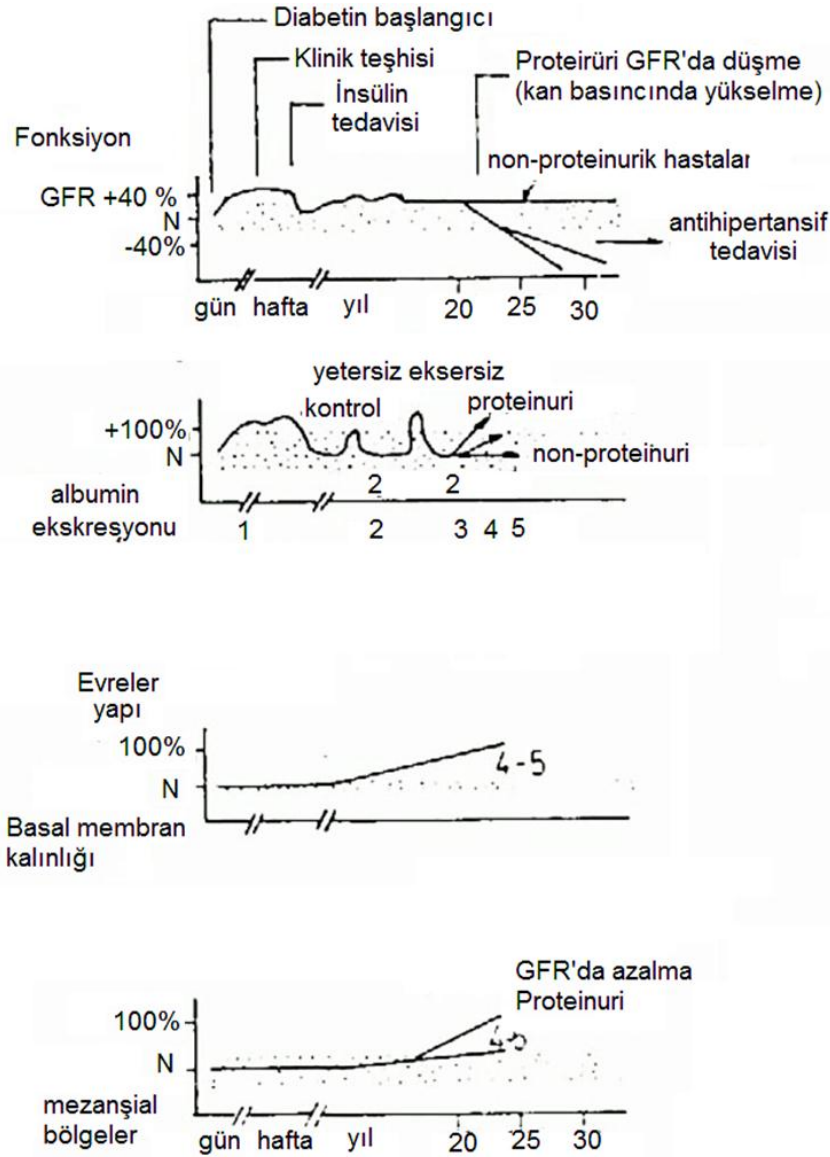 Diabetin başlangıcı
Klinik teşhisi
İnsülin
tedavisi
Proteirüri GFR'da düşme
(kan basıncında yükselme)
Fonksiyon
non-proteinurik hastalar
GFR +40 %
N
-40%
antihipertansif
tedavisi
gün hafta yıl 20 25 30
yetersiz eksersiz
kontrol
proteinuri
+100%
N
non-proteinuri
2 2
albumin
ekskresyonu
1 2 3 4 5
Evreler
yapı
100%
4-5
N
Basal membran
kalınlığı
GFR'da azalma
Proteinuri
100%
4-5
N
mezanşial
bölgeler
gün hafta yıl 20 25 30